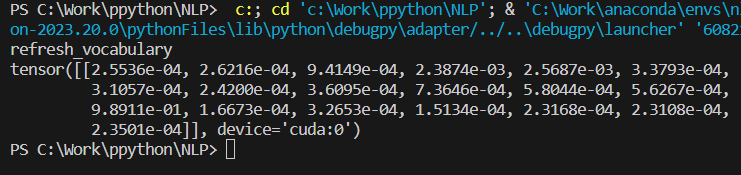 PS C:\Work\ppython\NLP>  c:; cd 'c:\Work\ppython\NLP'; & 'C:\Work\anaconda\envs\n
on-2023.20.0\pythonFiles\lib\python\debugpy\adapter/../..\debugpy\launcher' '6082
refresh_vocabulary
tensor([[2.5536e-04, 2.6216e-04, 9.4149e-04, 2.3874e-03, 2.5687e-03, 3.3793e-04,
3.1057e-04, 2.4200e-04, 3.6095e-04, 7.3646e-04, 5.8044e-04, 5.6267e-04,
9.8911e-01, 1.6673e-04, 3.2653e-04, 1.5134e-04, 2.3168e-04, 2.3108e-04,
2.3501e-04]], device='cuda:0')
PS C:\Work\ppython\NLP>